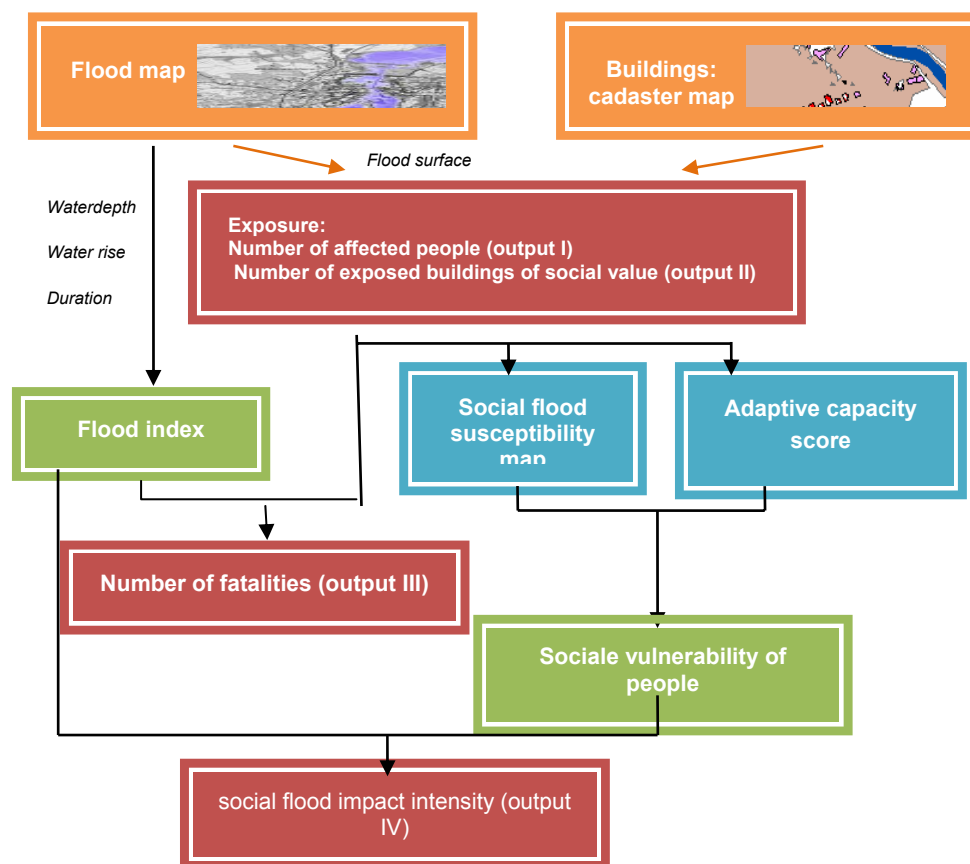 Flood map
Buildings:
cadaster map
Flood surface
Waterdepth
Water rise
Duration
Exposure:
Number of affected people (output I)
Number of exposed buildings of social value (output II)
Flood index
Social flood
susceptibility
map
Adaptive capacity
score
Number of fatalities (output III)
Sociale vulnerability of
people
social flood impact intensity (output
IV)